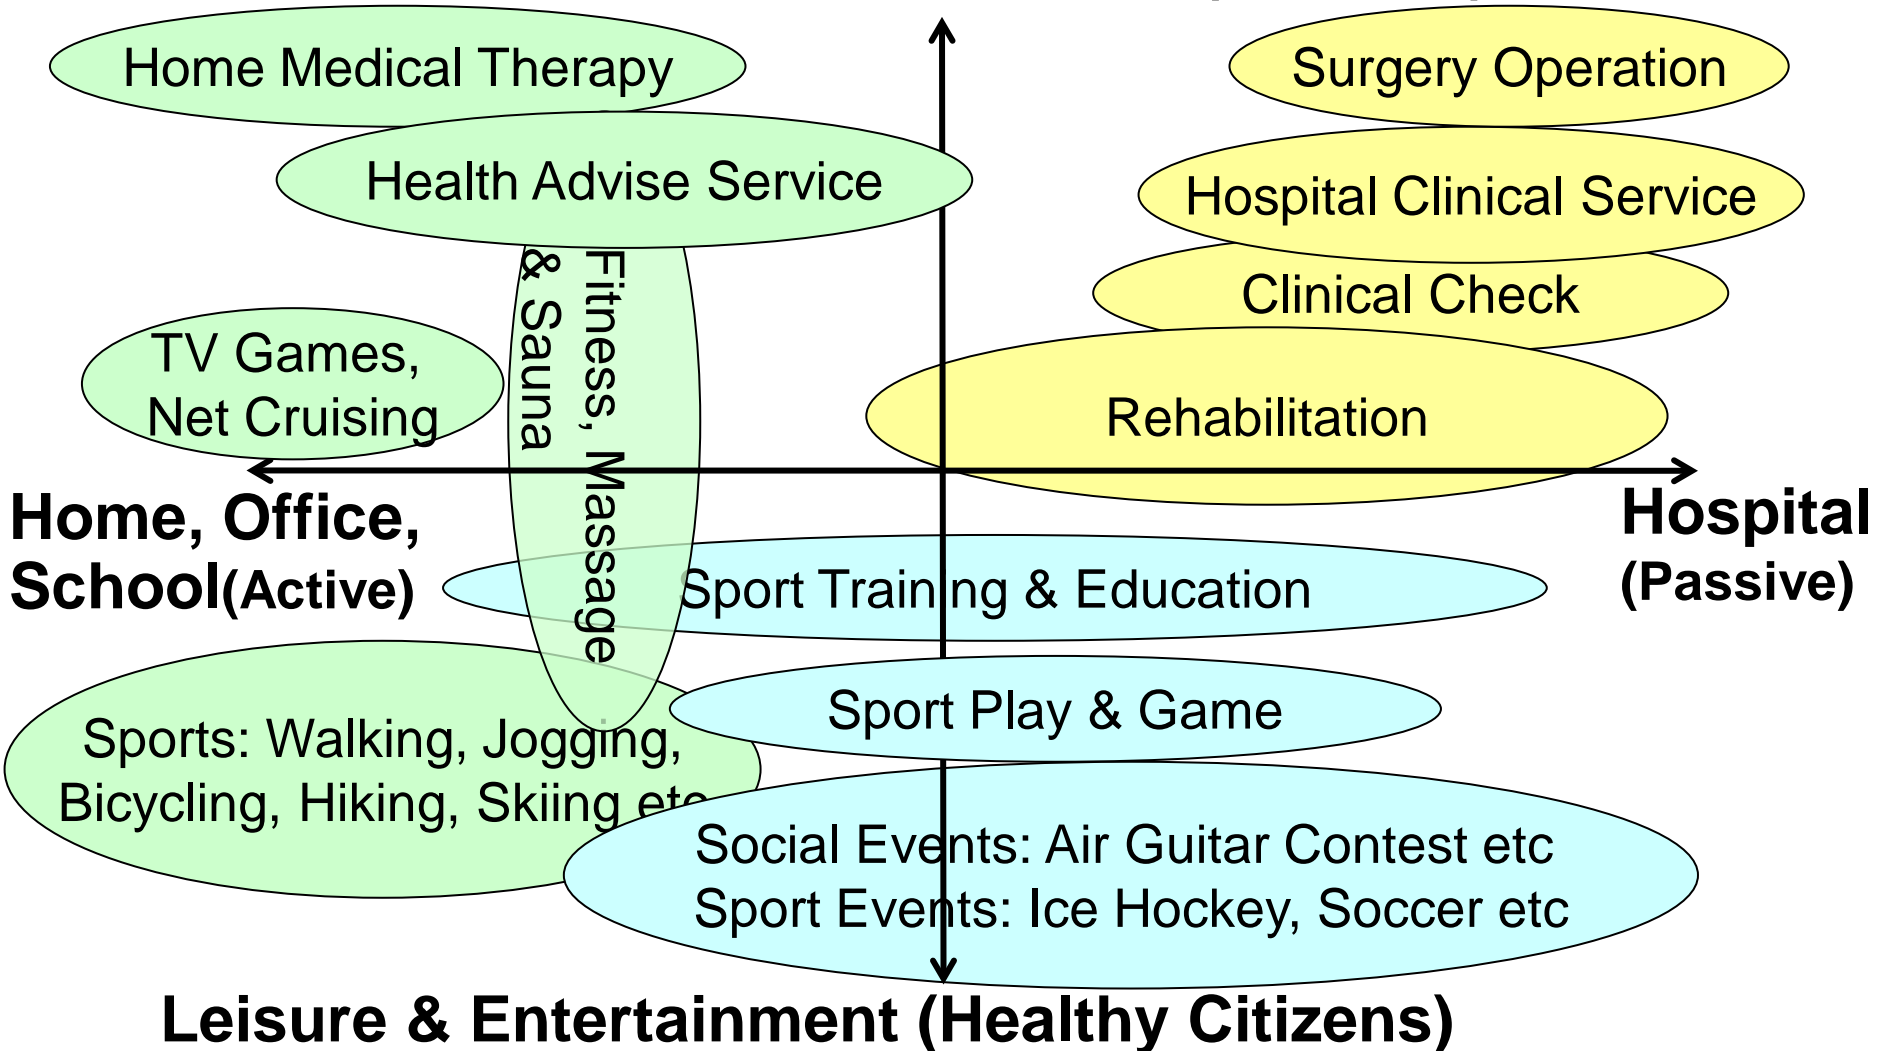 Home Medical Therapy
Surgery Operation
Health Advise Service
Hospital Clinical Service
Clinical Check
Fitness, Massage
& Sauna
TV Games,
Net Cruising
Rehabilitation
Home, Office,
School(Active)
Hospital
(Passive)
Sport Training & Education
Sport Play & Game
Sports: Walking, Jogging,
Bicycling, Hiking, Skiing etc
Social Events: Air Guitar Contest etc
Sport Events: Ice Hockey, Soccer etc
Leisure & Entertainment (Healthy Citizens)